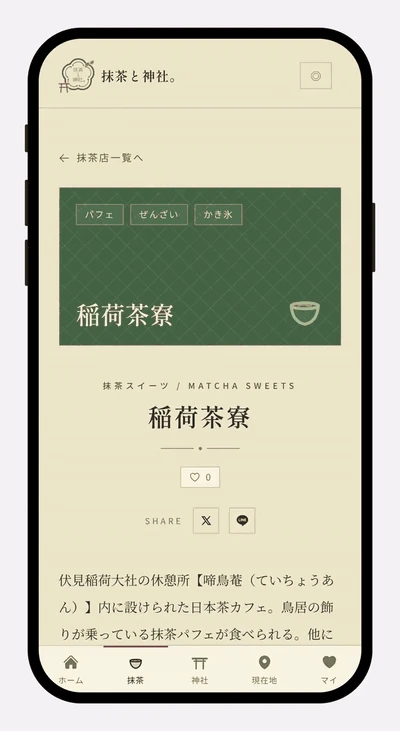 抹茶と神社。
← 抹茶店一覧へ
パフェ ぜんざい かき氷
稲荷茶寮
抹茶スイーツ / MATCHA SWEETS
稲荷茶寮
0
SHARE X LINE
伏見稲荷大社の休憩所【啼鳥菴（ていちょうあ
ん）】内に設けられた日本茶カフェ。鳥居の飾
りが乗っている抹茶パフェが食べられる。他に
ホーム 抹茶 神社 現在地 マイ